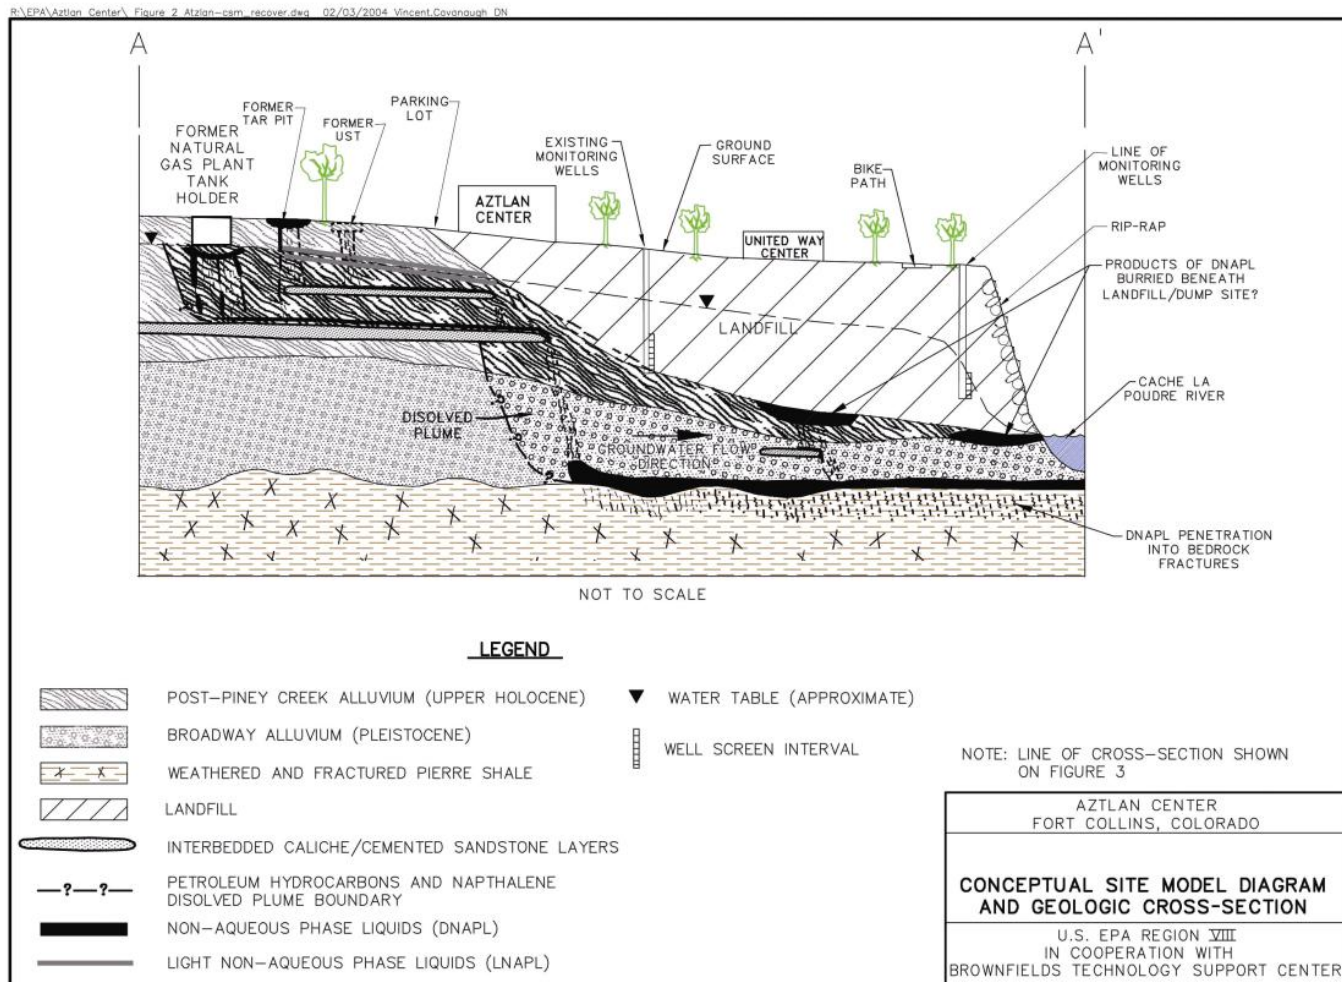 R:\EPA\Aztlan Center\ Figure 2 Atzlan-csm_recover.dwg 02/03/2004 Vincent.Cavanaugh DN
A
A'
FORMER
TAR PIT
FORMER
UST
PARKING
LOT
FORMER
NATURAL
GAS PLANT
TANK
HOLDER
AZTLAN
CENTER
EXISTING
MONITORING
WELLS
GROUND
SURFACE
BIKE
PATH
UNITED WAY
CENTER
LINE OF
MONITORING
WELLS
RIP-RAP
PRODUCTS OF DNAPL
BURRIED BENEATH
LANDFILL/DUMP SITE?
LANDFILL
CACHE LA
POUDRE RIVER
DISOLVED
PLUME
GROUNDWATER FLOW
DIRECTION
?
?
?
DNAPL PENETRATION
INTO BEDROCK
FRACTURES
NOT TO SCALE
LEGEND
POST-PINEY CREEK ALLUVIUM (UPPER HOLOCENE)
BROADWAY ALLUVIUM (PLEISTOCENE)
WEATHERED AND FRACTURED PIERRE SHALE
LANDFILL
INTERBEDDED CALICHE/CEMENTED SANDSTONE LAYERS
—?—?— PETROLEUM HYDROCARBONS AND NAPTHALENE
DISOLVED PLUME BOUNDARY
NON-AQUEOUS PHASE LIQUIDS (DNAPL)
LIGHT NON-AQUEOUS PHASE LIQUIDS (LNAPL)
WATER TABLE (APPROXIMATE)
WELL SCREEN INTERVAL
NOTE: LINE OF CROSS-SECTION SHOWN
ON FIGURE 3
AZTLAN CENTER
FORT COLLINS, COLORADO
CONCEPTUAL SITE MODEL DIAGRAM
AND GEOLOGIC CROSS-SECTION
U.S. EPA REGION VIII
IN COOPERATION WITH
BROWNFIELDS TECHNOLOGY SUPPORT CENTER